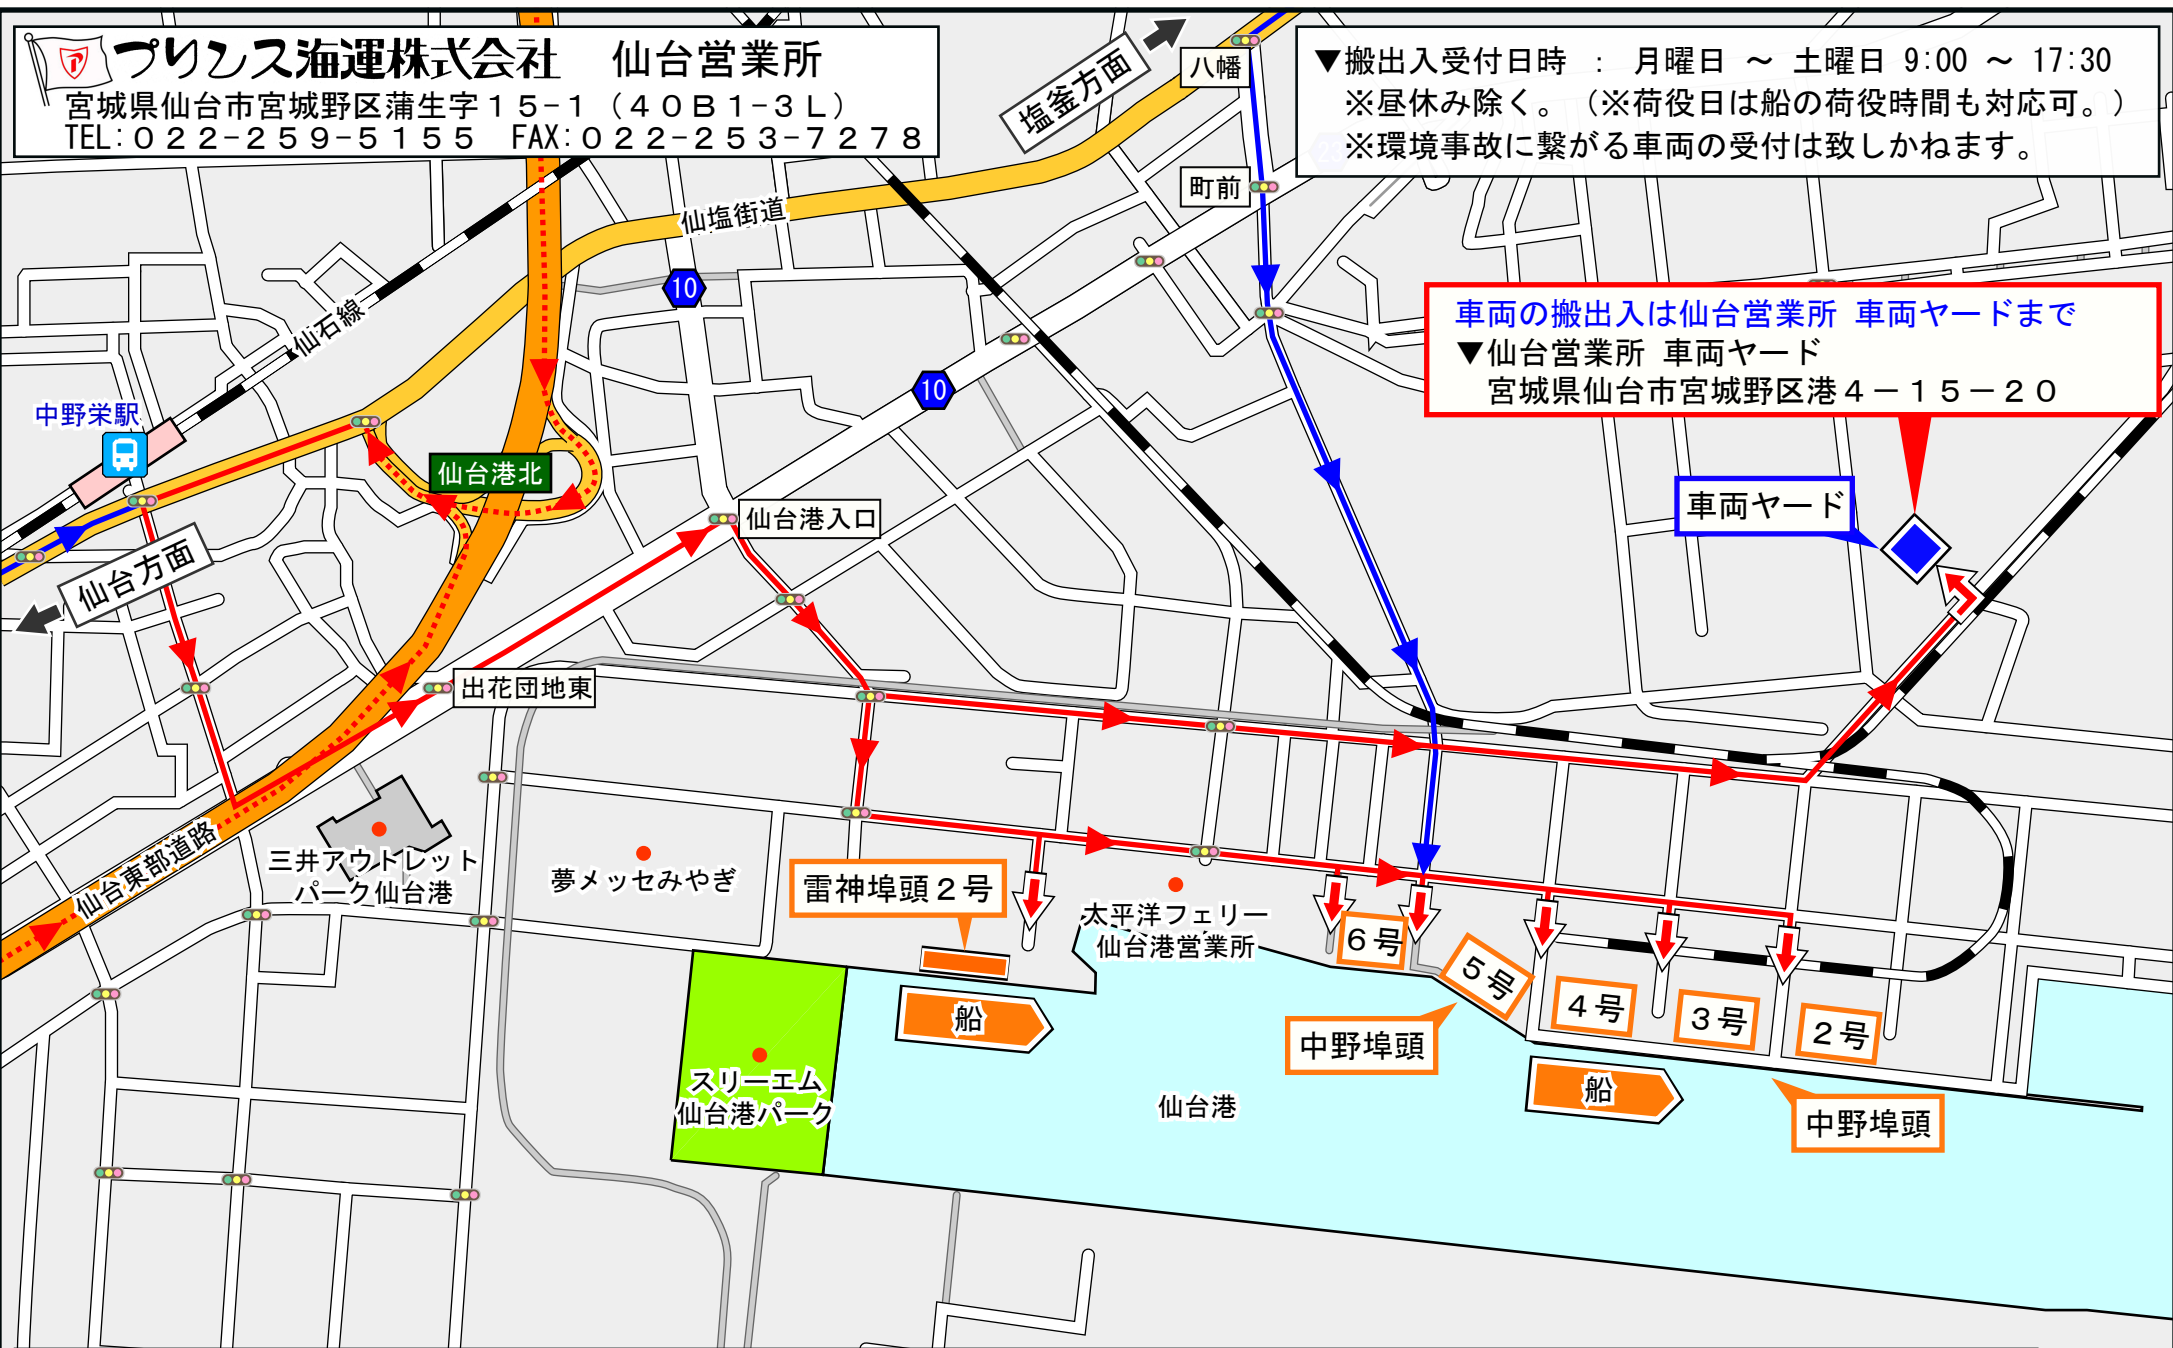 プリンス海運株式会社 仙台営業所
宮城県仙台市宮城野区蒲生字15-1（40B1-3L）
TEL:022-259-5155 FAX:022-253-7278
▼搬出入受付日時 : 月曜日 ～ 土曜日 9:00 ～ 17:30
※昼休み除く。（※荷役日は船の荷役時間も対応可。）
※環境事故に繋がる車両の受付は致しかねます。
塩釜方面
八幡
町前
仙塩街道
10
仙石線
車両の搬出入は仙台営業所 車両ヤードまで
▼仙台営業所 車両ヤード
宮城県仙台市宮城野区港4－15－20
10
中野栄駅
仙台港北
車両ヤード
仙台港入口
仙台方面
出花団地東
仙台東部道路
三井アウトレット
パーク仙台港
夢メッセみやぎ
雷神埠頭2号
太平洋フェリー
仙台港営業所
6号
5号
4号
3号
2号
船
中野埠頭
スリーエム
仙台港パーク
仙台港
船
中野埠頭